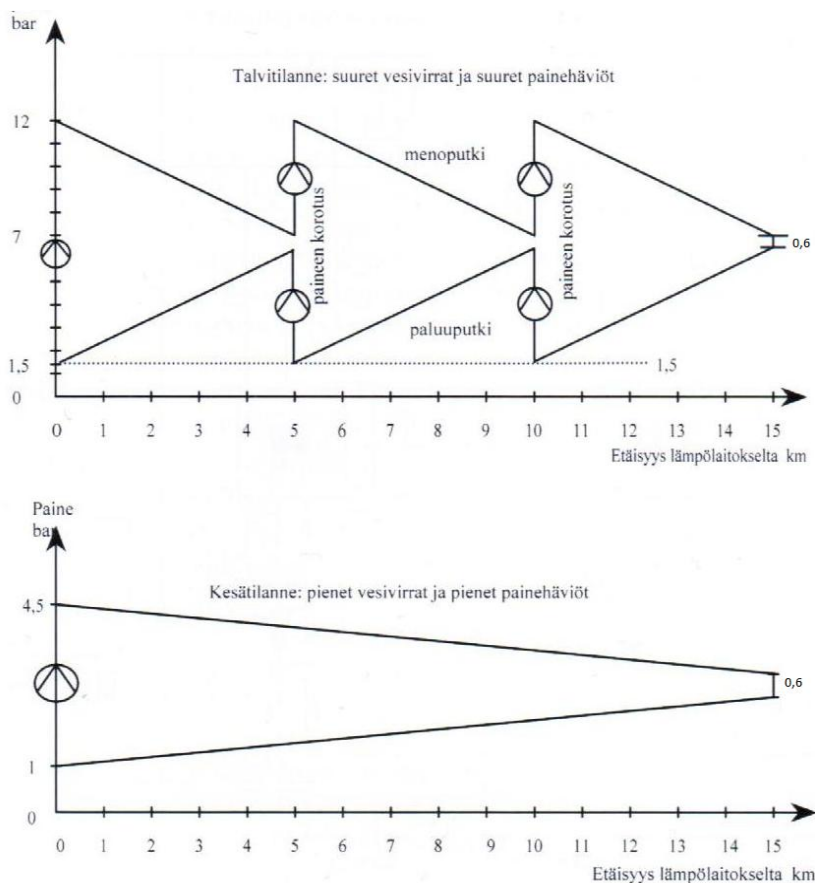 bar
Talvitilanne: suuret vesivirrat ja suuret painehäviöt
12
menoputki
paineen korotus
paineen korotus
7
0,6
paluuputki
1,5
1,5
0
0 1 2 3 4 5 6 7 8 9 10 11 12 13 14 15
Etäisyys lämpölaitokselta km
Paine
bar
Kesätilanne: pienet vesivirrat ja pienet painehäviöt
4,5
0,6
1
0
0 1 2 3 4 5 6 7 8 9 10 11 12 13 14 15
Etäisyys lämpölaitokselta km